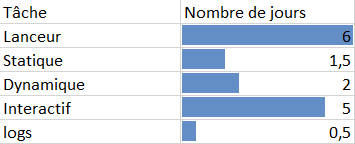 Tâche Nombre de jours
Lanceur 6
Statique 1,5
Dynamique 2
Interactif 5
logs 0,5